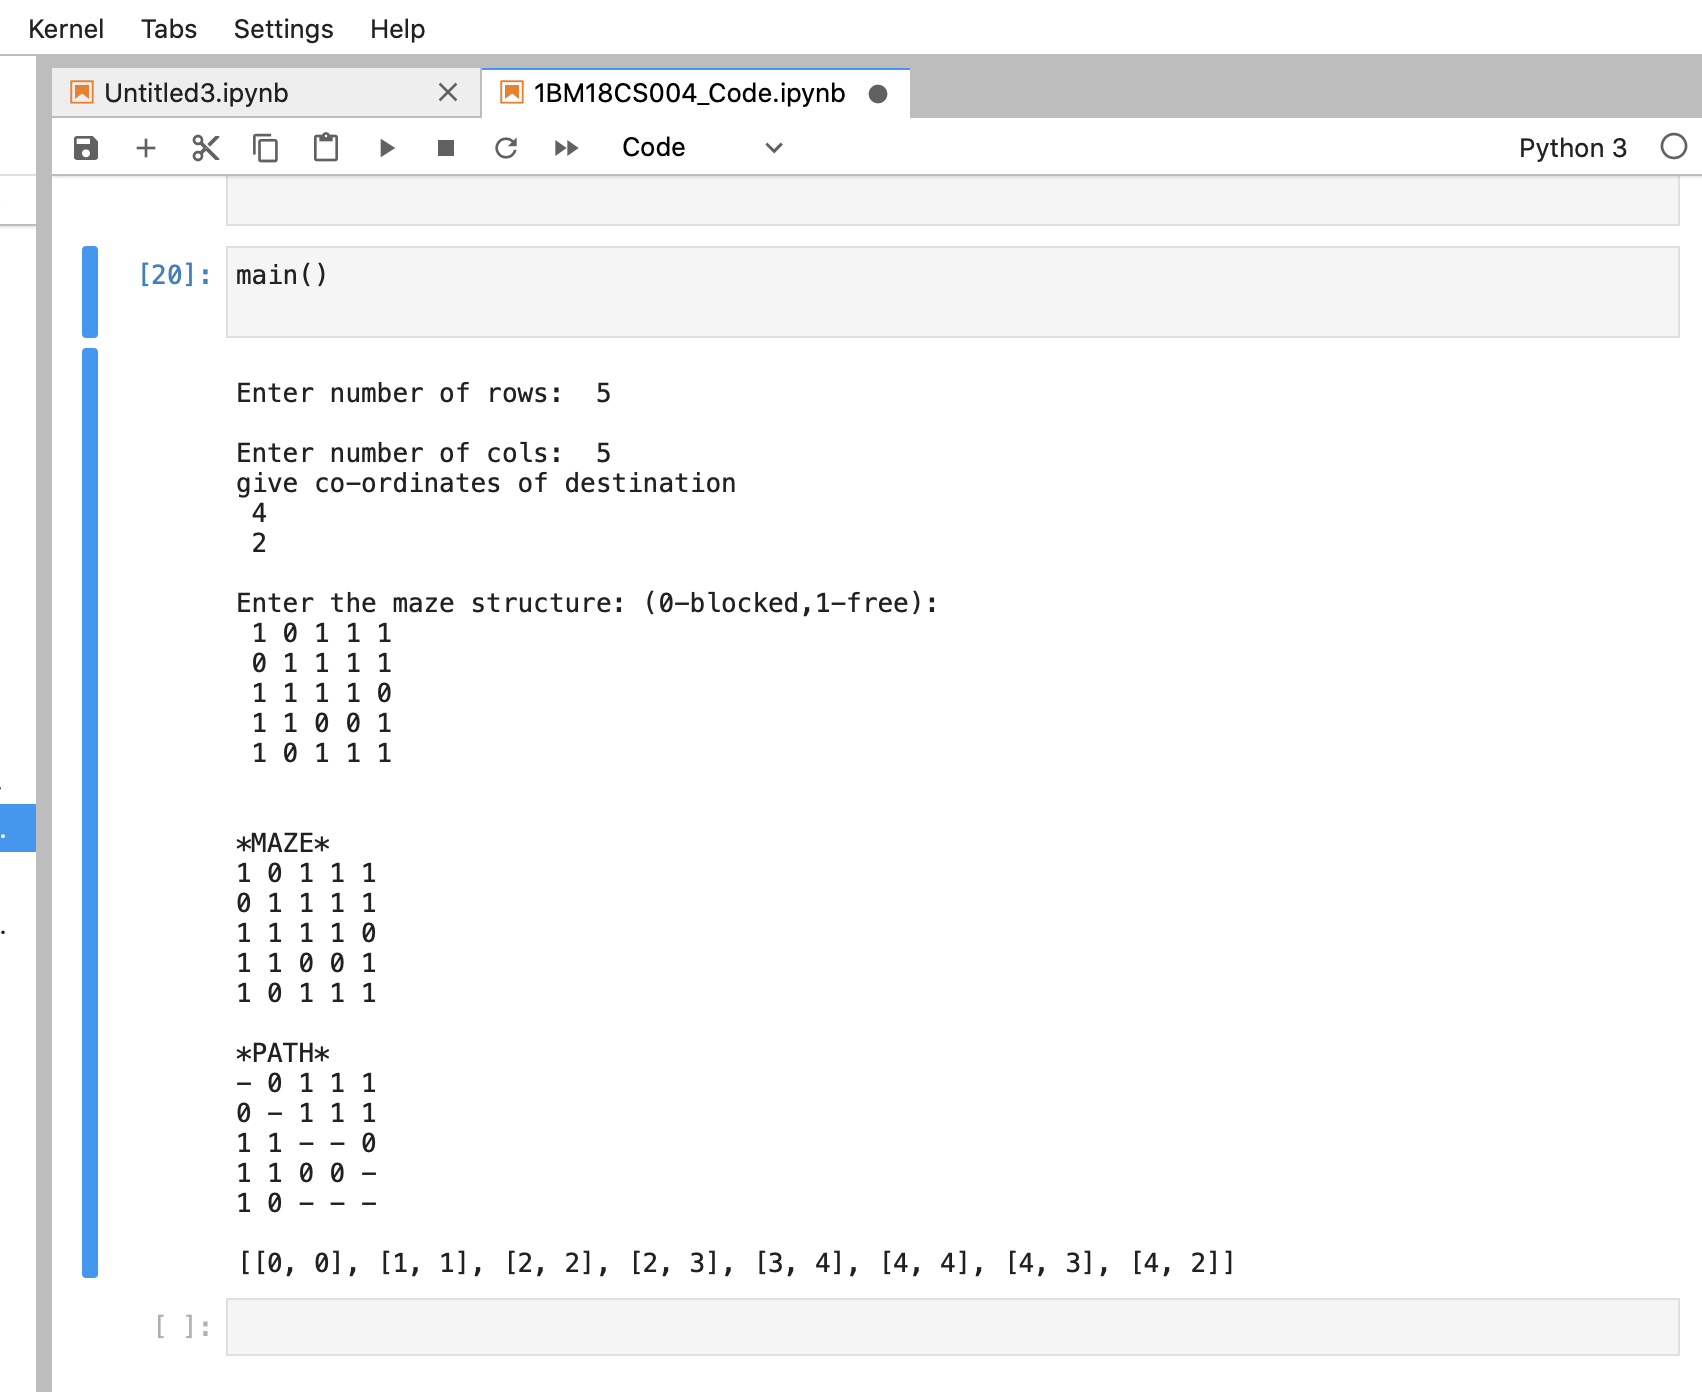 Kernel Tabs Settings Help
Untitled3.ipynb 1BM18CS004_Code.ipynb
Code Python 3
[20]: main()
Enter number of rows: 5
Enter number of cols: 5
give co-ordinates of destination
4
2
Enter the maze structure: (0-blocked,1-free):
1 0 1 1 1
0 1 1 1 1
1 1 1 1 0
1 1 0 0 1
1 0 1 1 1
*MAZE*
1 0 1 1 1
0 1 1 1 1
1 1 1 1 0
1 1 0 0 1
1 0 1 1 1
*PATH*
- 0 1 1 1
0 - 1 1 1
1 1 - - 0
1 1 0 0 -
1 0 - - -
[[0, 0], [1, 1], [2, 2], [2, 3], [3, 4], [4, 4], [4, 3], [4, 2]]
[ ]: